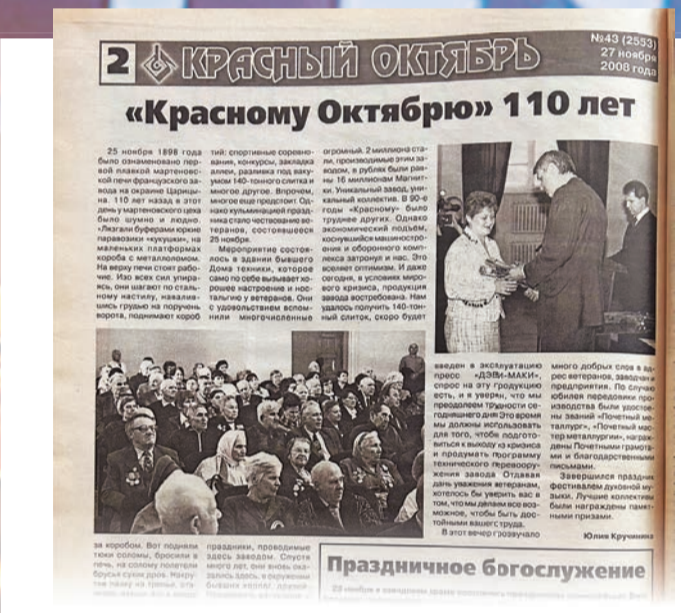 2
КРАСНЫЙ ОКТЯБРЬ
№43 (2553)
27 ноября
2008 года
«Красному Октябрю» 110 лет
25 ноября 1898 года
было ознаменовано пер-
вой плавкой мартеновс-
кой печи французского за-
вода на окраине Царицы-
на. 110 лет назад в этот
день у мартеновского цеха
было шумно и людно.
«Лязгали буферами юркие
паровозики «кукушки», на
маленьких платформах
короба с металлоломом.
На верху печи стоят рабо-
чие. Изо всех сил упира-
ясь, они шагают по сталь-
ному настилу, навалив-
шись грудью на поручень
ворота, поднимают короб
за коробом. Вот подняли
тюки соломы, бросили в
печь, на солому полетели
брусья сухих дров.
праздники, проводимые
здесь заводом. Спустя
много лет, они вновь ока-
зались здесь, в окружении
тий: спортивные соревно-
вания, конкурсы, закладка
аллеи, разливка под ваку-
умом 140-тонного слитка и
многое другое. Впрочем,
многое еще предстоит. Од-
нако кульминацией празд-
ника стало чествование ве-
теранов, состоявшееся
25 ноября.
Мероприятие состоя-
лось в здании бывшего
Дома техники, которое
само по себе вызывает хо-
рошее настроение и нос-
тальгию у ветеранов. Они
с удовольствием вспом-
нили многочисленные
огромный. 2 миллиона ста-
ли, производимые этим за-
водом, в рублях были рав-
ны 16 миллионам Магнит-
ки. Уникальный завод, уни-
кальный коллектив. В 90-е
годы «Красному» было
труднее других. Однако
экономический подъем,
коснувшийся машиностро-
ения и оборонного комп-
лекса затронул и нас. Это
вселяет оптимизм. И даже
сегодня, в условиях миро-
вого кризиса, продукция
завода востребована. Нам
удалось получить 140-тон-
ный слиток, скоро будет
введен в эксплуатацию
пресс «ДЭВИ-МАКИ»,
спрос на эту продукцию
есть, и я уверен, что мы
преодолеем трудности се-
годняшнего дня Это время
мы должны использовать
для того, чтобы подгото-
виться к выходу из кризиса
и продумать программу
технического перевоору-
жения завода Отдавая
дань уважения ветеранам,
хотелось бы уверить вас в
том, что мы делаем все воз-
можное, чтобы быть дос-
тойными вашего труда.
В этот вечер прозвучало
много добрых слов в ад-
рес ветеранов, заводчан и
предприятия. По случаю
юбилея передовики про-
изводства были удостое-
ны званий «Почетный ме-
таллург», «Почетный мас-
тер металлургии», награж-
дены Почетными грамота-
ми и благодарственными
письмами.
Завершился праздник
фестивалем духовной му-
зыки. Лучшие коллективы
были награждены памят-
ными призами.
Юлия Кручинина
Праздничное богослужение